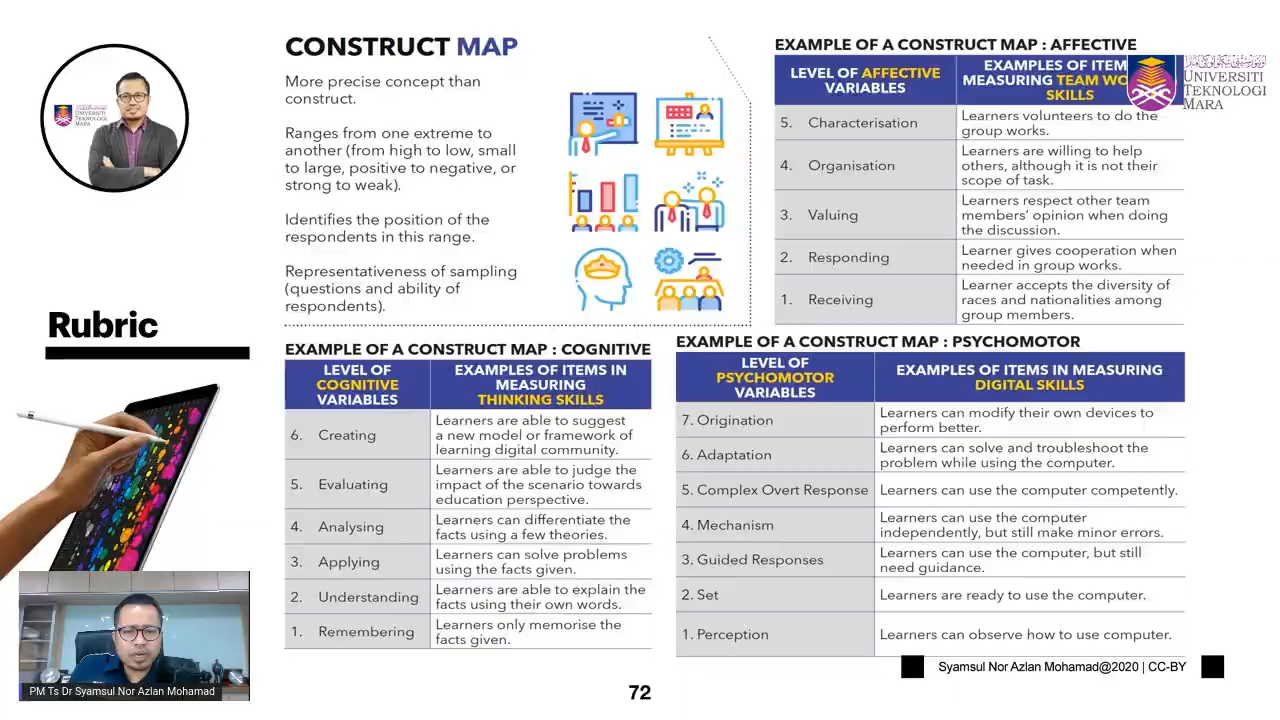 CONSTRUCT MAP
More precise concept than
construct.
Ranges from one extreme to
another (from high to low, small
to large, positive to negative, or
strong to weak).
Identifies the position of the
respondents in this range.
Representativeness of sampling
(questions and ability of
respondents).
Rubric
EXAMPLE OF A CONSTRUCT MAP : AFFECTIVE
LEVEL OF AFFECTIVE
VARIABLES
EXAMPLES OF ITEM
MEASURING TEAM WO
SKILLS
UNIVERSITI
TEKNOLOGI
MARA
5. Characterisation
Learners volunteers to do the
group works.
4. Organisation
Learners are willing to help
others, although it is not their
scope of task.
3. Valuing
Learners respect other team
members' opinion when doing
the discussion.
2. Responding
Learner gives cooperation when
needed in group works.
1. Receiving
Learner accepts the diversity of
races and nationalities among
group members.
EXAMPLE OF A CONSTRUCT MAP : COGNITIVE
LEVEL OF
COGNITIVE
VARIABLES
EXAMPLES OF ITEMS IN
MEASURING
THINKING SKILLS
6. Creating
Learners are able to suggest
a new model or framework of
learning digital community.
5. Evaluating
Learners are able to judge the
impact of the scenario towards
education perspective.
4. Analysing
Learners can differentiate the
facts using a few theories.
3. Applying
Learners can solve problems
using the facts given.
2. Understanding
Learners are able to explain the
facts using their own words.
1. Remembering
Learners only memorise the
facts given.
EXAMPLE OF A CONSTRUCT MAP : PSYCHOMOTOR
LEVEL OF
PSYCHOMOTOR
VARIABLES
EXAMPLES OF ITEMS IN MEASURING
DIGITAL SKILLS
7. Origination
Learners can modify their own devices to
perform better.
6. Adaptation
Learners can solve and troubleshoot the
problem while using the computer.
5. Complex Overt Response
Learners can use the computer competently.
4. Mechanism
Learners can use the computer
independently, but still make minor errors.
3. Guided Responses
Learners can use the computer, but still
need guidance.
2. Set
Learners are ready to use the computer.
1. Perception
Learners can observe how to use computer.
Syamsul Nor Azlan Mohamad@2020 | CC-BY
PM Ts Dr Syamsul Nor Azlan Mohamad
72